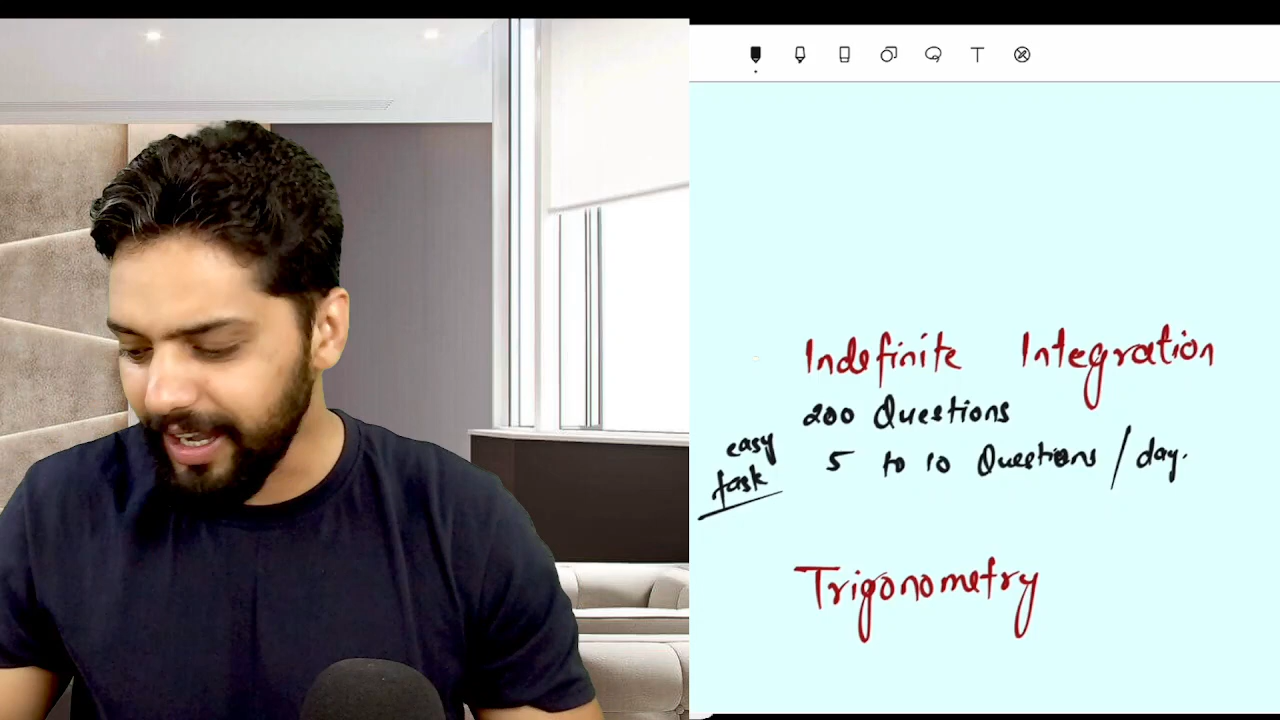 T
Indefinite Integration
200 Questions
easy
5 to 10 Questions / day.
task
Trigonometry